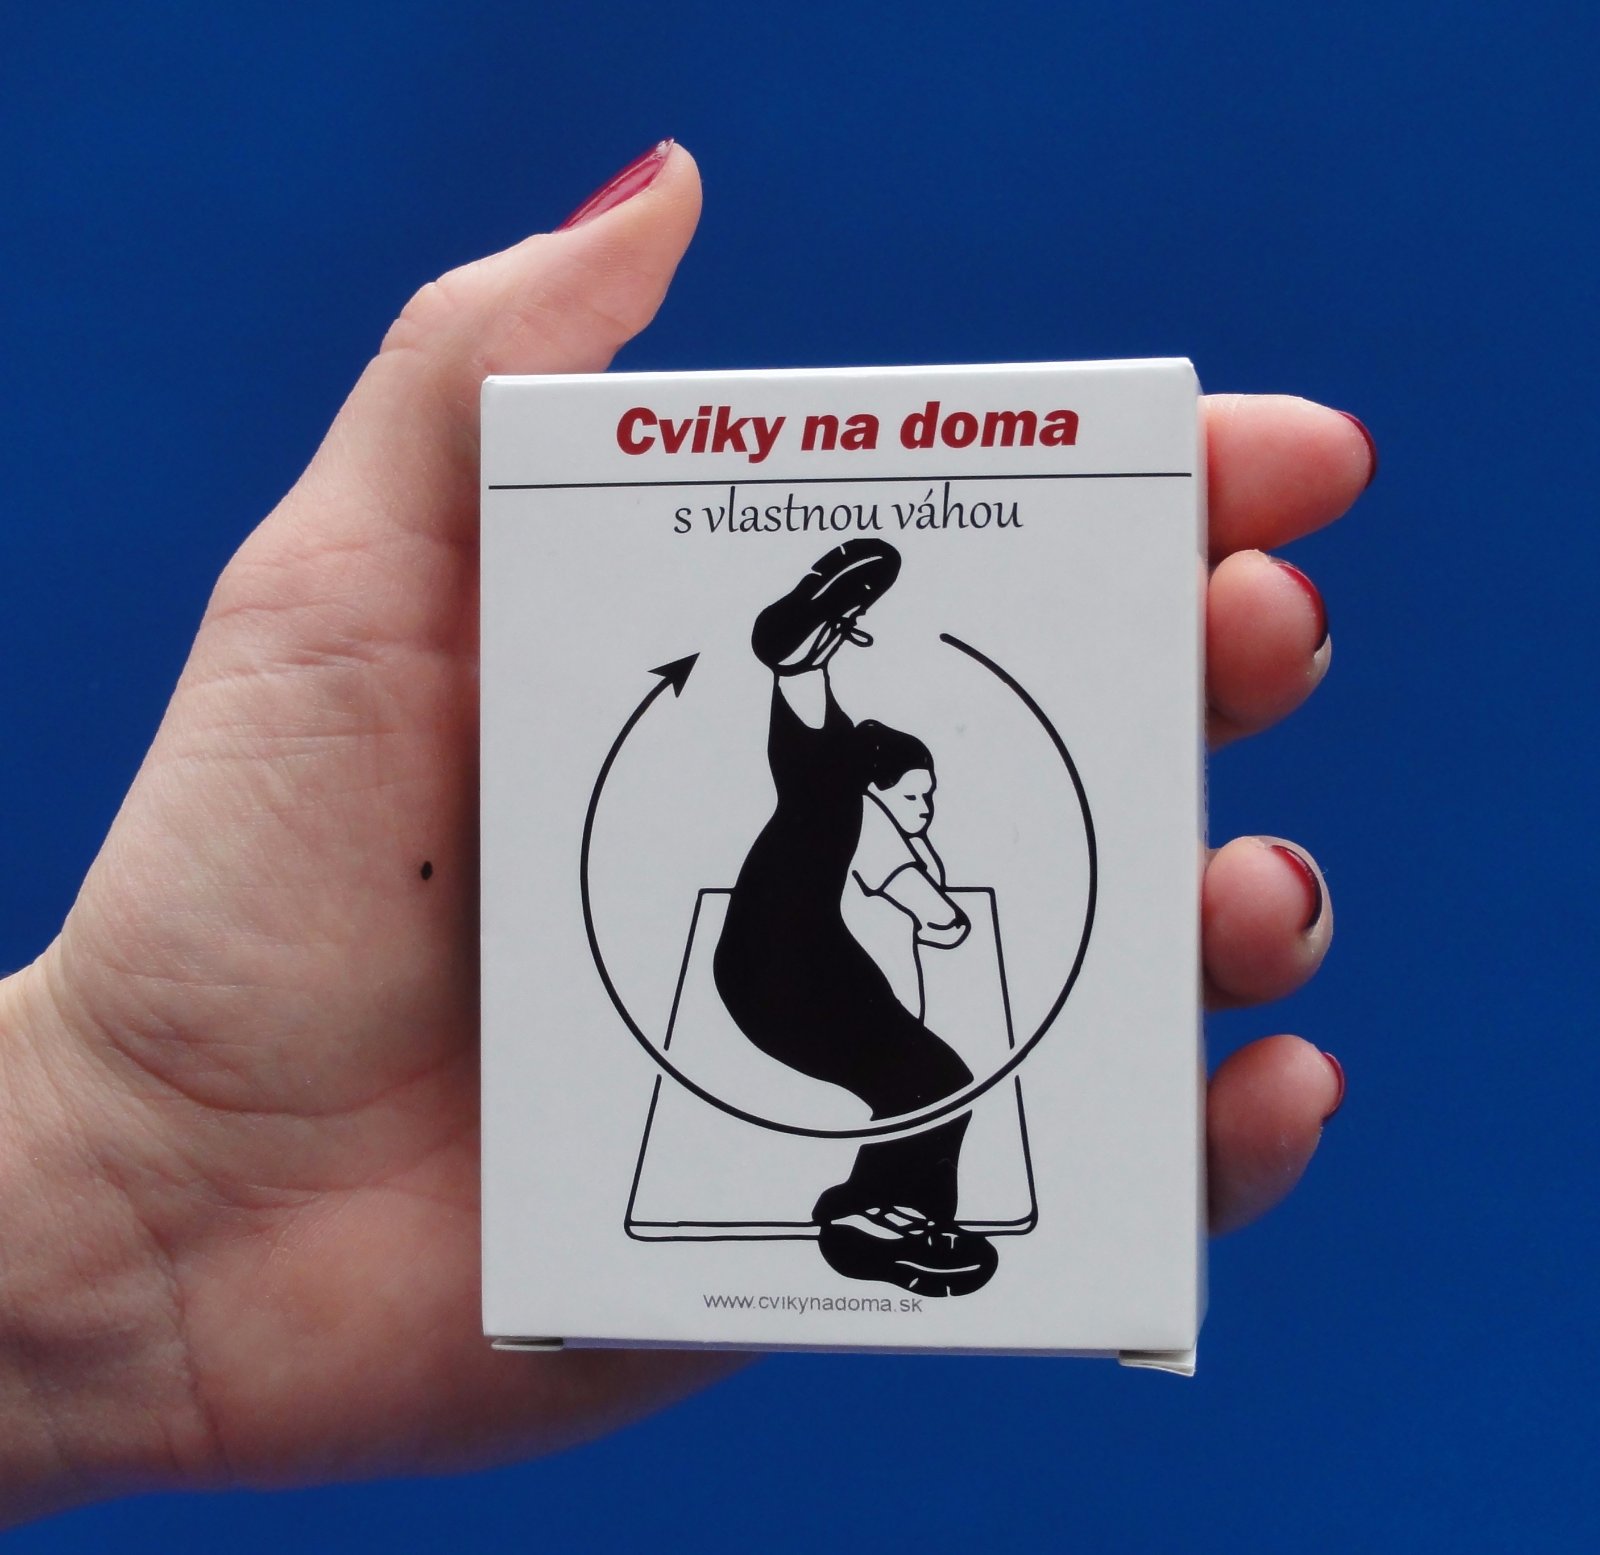 Cviky na doma
s vlastnou váhou
www.cvikynadoma.sk